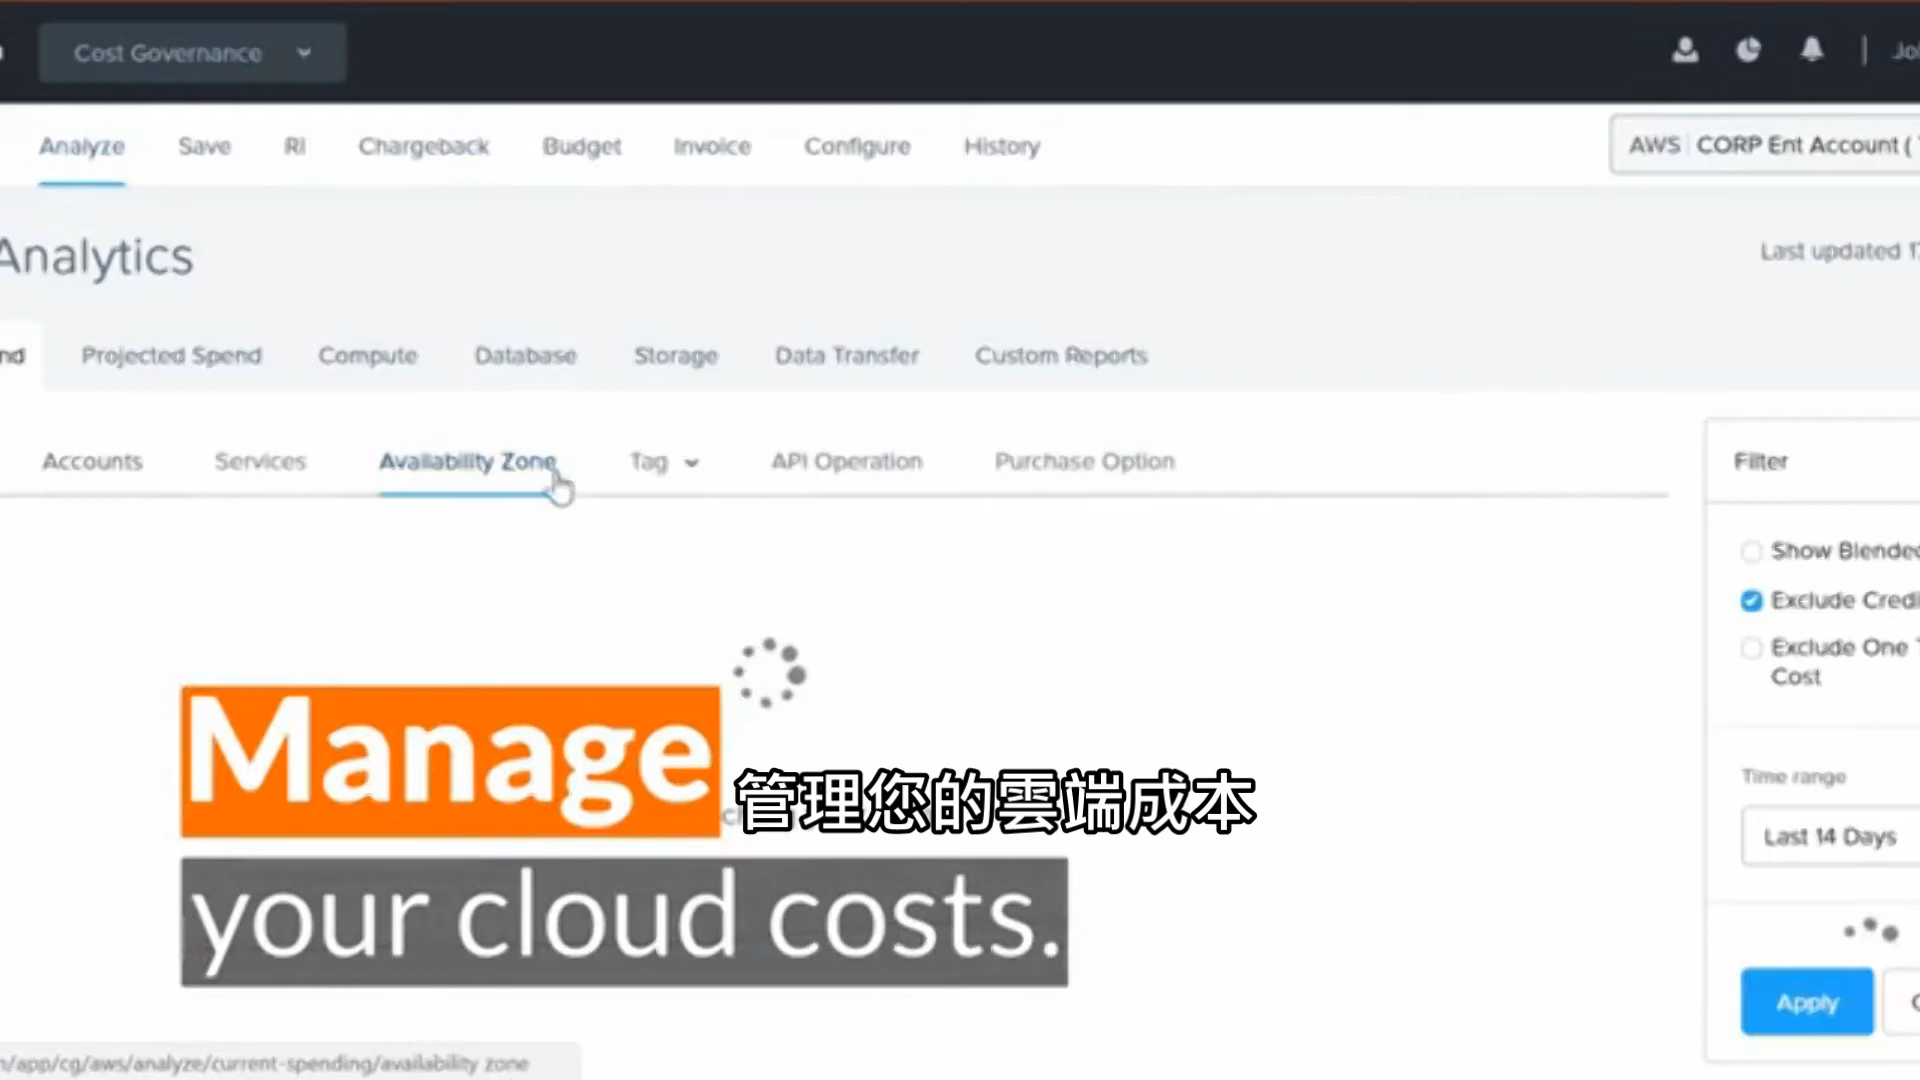 Cost Governance
Analyze Save RI Chargeback Budget Invoice Configure History
AWS CORP Ent Account (
Analytics
Last updated
Projected Spend Compute Database Storage Data Transfer Custom Reports
Accounts Services Availability Zone Tag API Operation Purchase Option
Filter
Show Blended
Exclude
Exclude One
Cost
Time range
Last 14 Days
Manage
管理您的雲端成本
your cloud costs.
Apply
/app/cg/aws/analyze/current-spending/availability zone